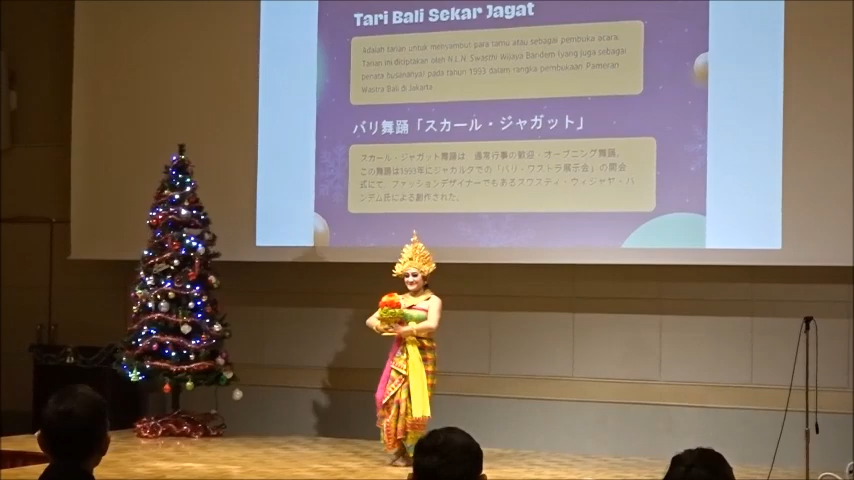 Tari Bali Sekar Jagat
Adalah tarian untuk menyambut para tamu atau sebagai pembuka acara.
Tarian ini diciptakan oleh N.L.N. Swasthi Wijaya Bandem (yang juga sebagai
penata busananya) pada tahun 1993 dalam rangka pembukaan Pameran
Wastra Bali di Jakarta
バリ舞踊「スカール・ジャガット」
スカール・ジャガット舞踊は、通常行事の歓迎・オープニング舞踊。
この舞踊は1993年にジャカルタでの「バリ・ワストラ展示会」の開会
式にて、ファッションデザイナーでもあるスワスティ・ウィジャヤ・バ
ンデム氏による創作された。